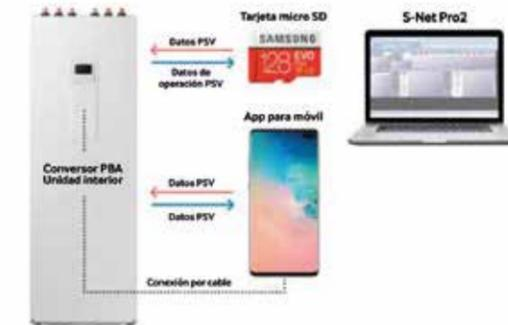 Tarjeta micro SD
S-Net Pro2
Datos PSV
Datos de
operación PSV
SAMSUNG
128 EVO
App para móvil
Conversor PBA
Unidad interior
Datos PSV
Datos PSV
Conexión por cable